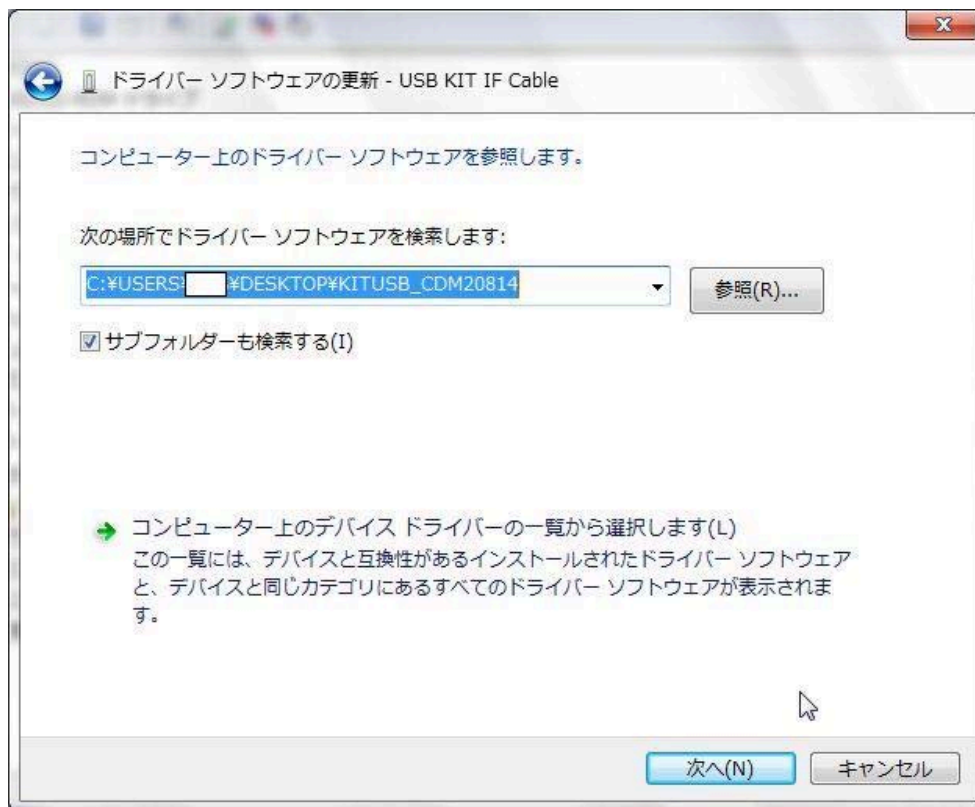 ドライバー ソフトウェアの更新 - USB KIT IF Cable
コンピューター上のドライバー ソフトウェアを参照します。
次の場所でドライバー ソフトウェアを検索します:
C:¥USERS¥ ¥DESKTOP¥KITUSB_CDM20814
参照(R)...
サブフォルダーも検索する(I)
コンピューター上のデバイス ドライバーの一覧から選択します(L)
この一覧には、デバイスと互換性があるインストールされたドライバー ソフトウェア
と、デバイスと同じカテゴリにあるすべてのドライバー ソフトウェアが表示されま
す。
次へ(N)
キャンセル